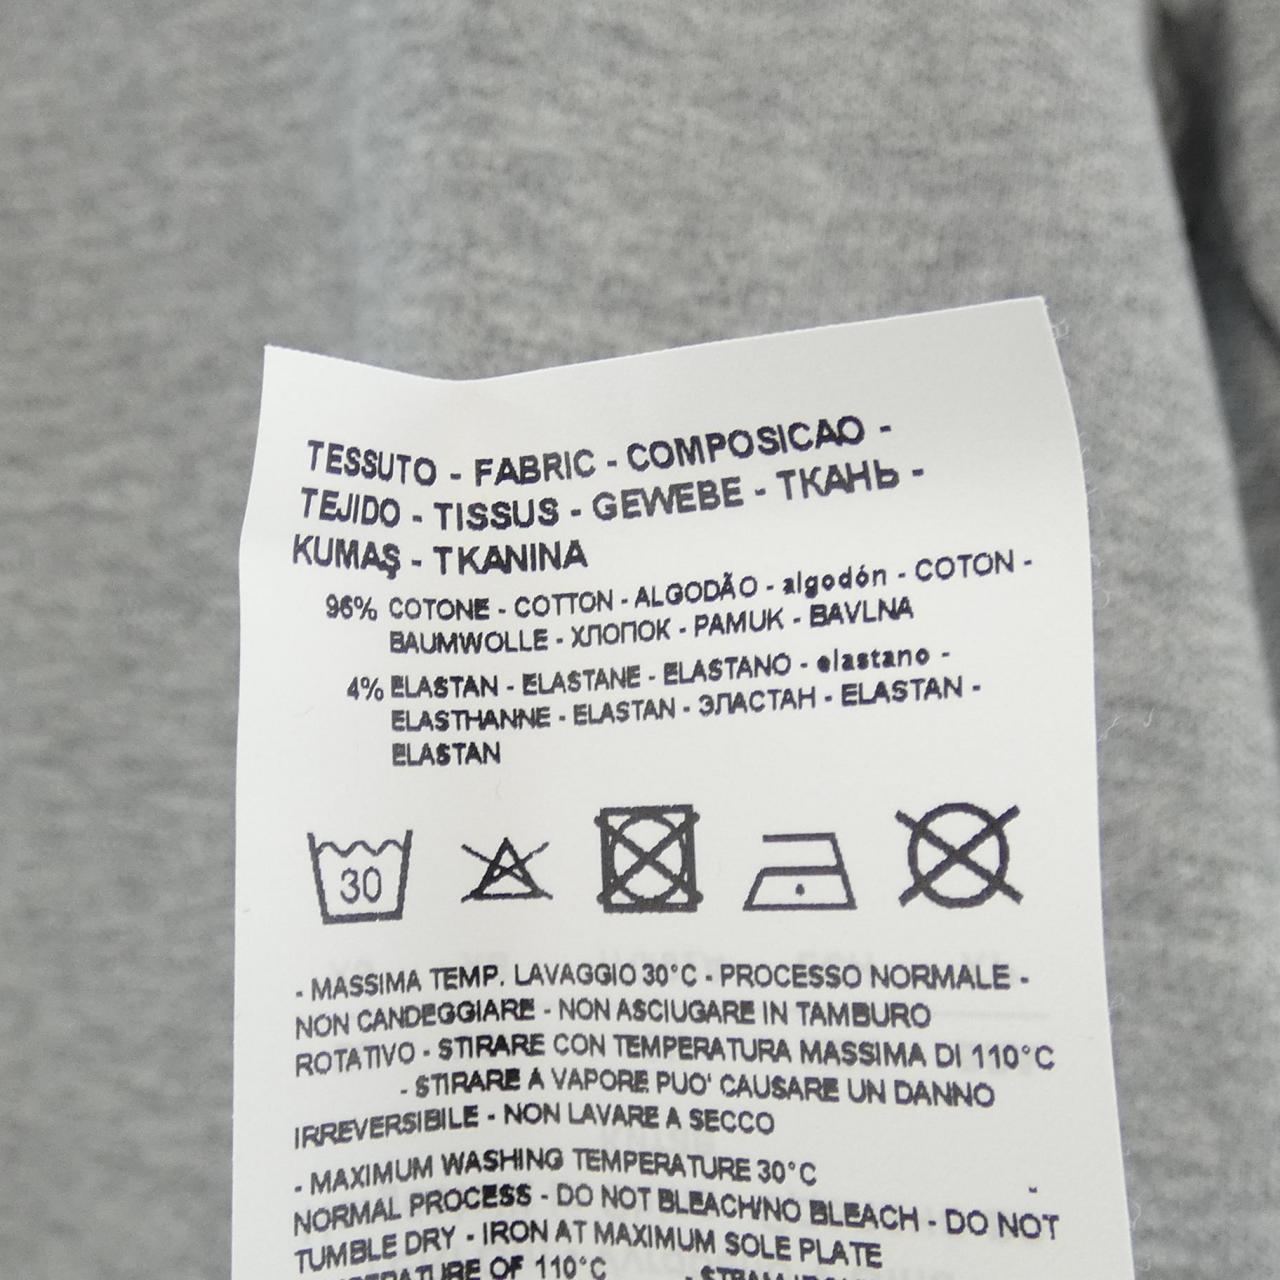 TESSUTO - FABRIC - COMPOSICAO -
TEJIDO - TISSUS - GEWEBE - ТКАНЬ -
KUMAŞ - TKANINA
96% COTONE - COTTON - ALGODÃO - algodón - COTON -
BAUMWOLLE - ХЛОПОК - PAMUK - BAVLNA
4% ELASTAN - ELASTANE - ELASTANO - elastano -
ELASTHANNE - ELASTAN - ЭЛАСТАН - ELASTAN -
ELASTAN
30
- MASSIMA TEMP. LAVAGGIO 30°C - PROCESSO NORMALE -
NON CANDEGGIARE - NON ASCIUGARE IN TAMBURO
ROTATIVO - STIRARE CON TEMPERATURA MASSIMA DI 110°C
- STIRARE A VAPORE PUO' CAUSARE UN DANNO
IRREVERSIBILE - NON LAVARE A SECCO
- MAXIMUM WASHING TEMPERATURE 30°C -
NORMAL PROCESS - DO NOT BLEACH/NO BLEACH - DO NOT
TUMBLE DRY - IRON AT MAXIMUM SOLE PLATE
TEMPERATURE OF 110°C